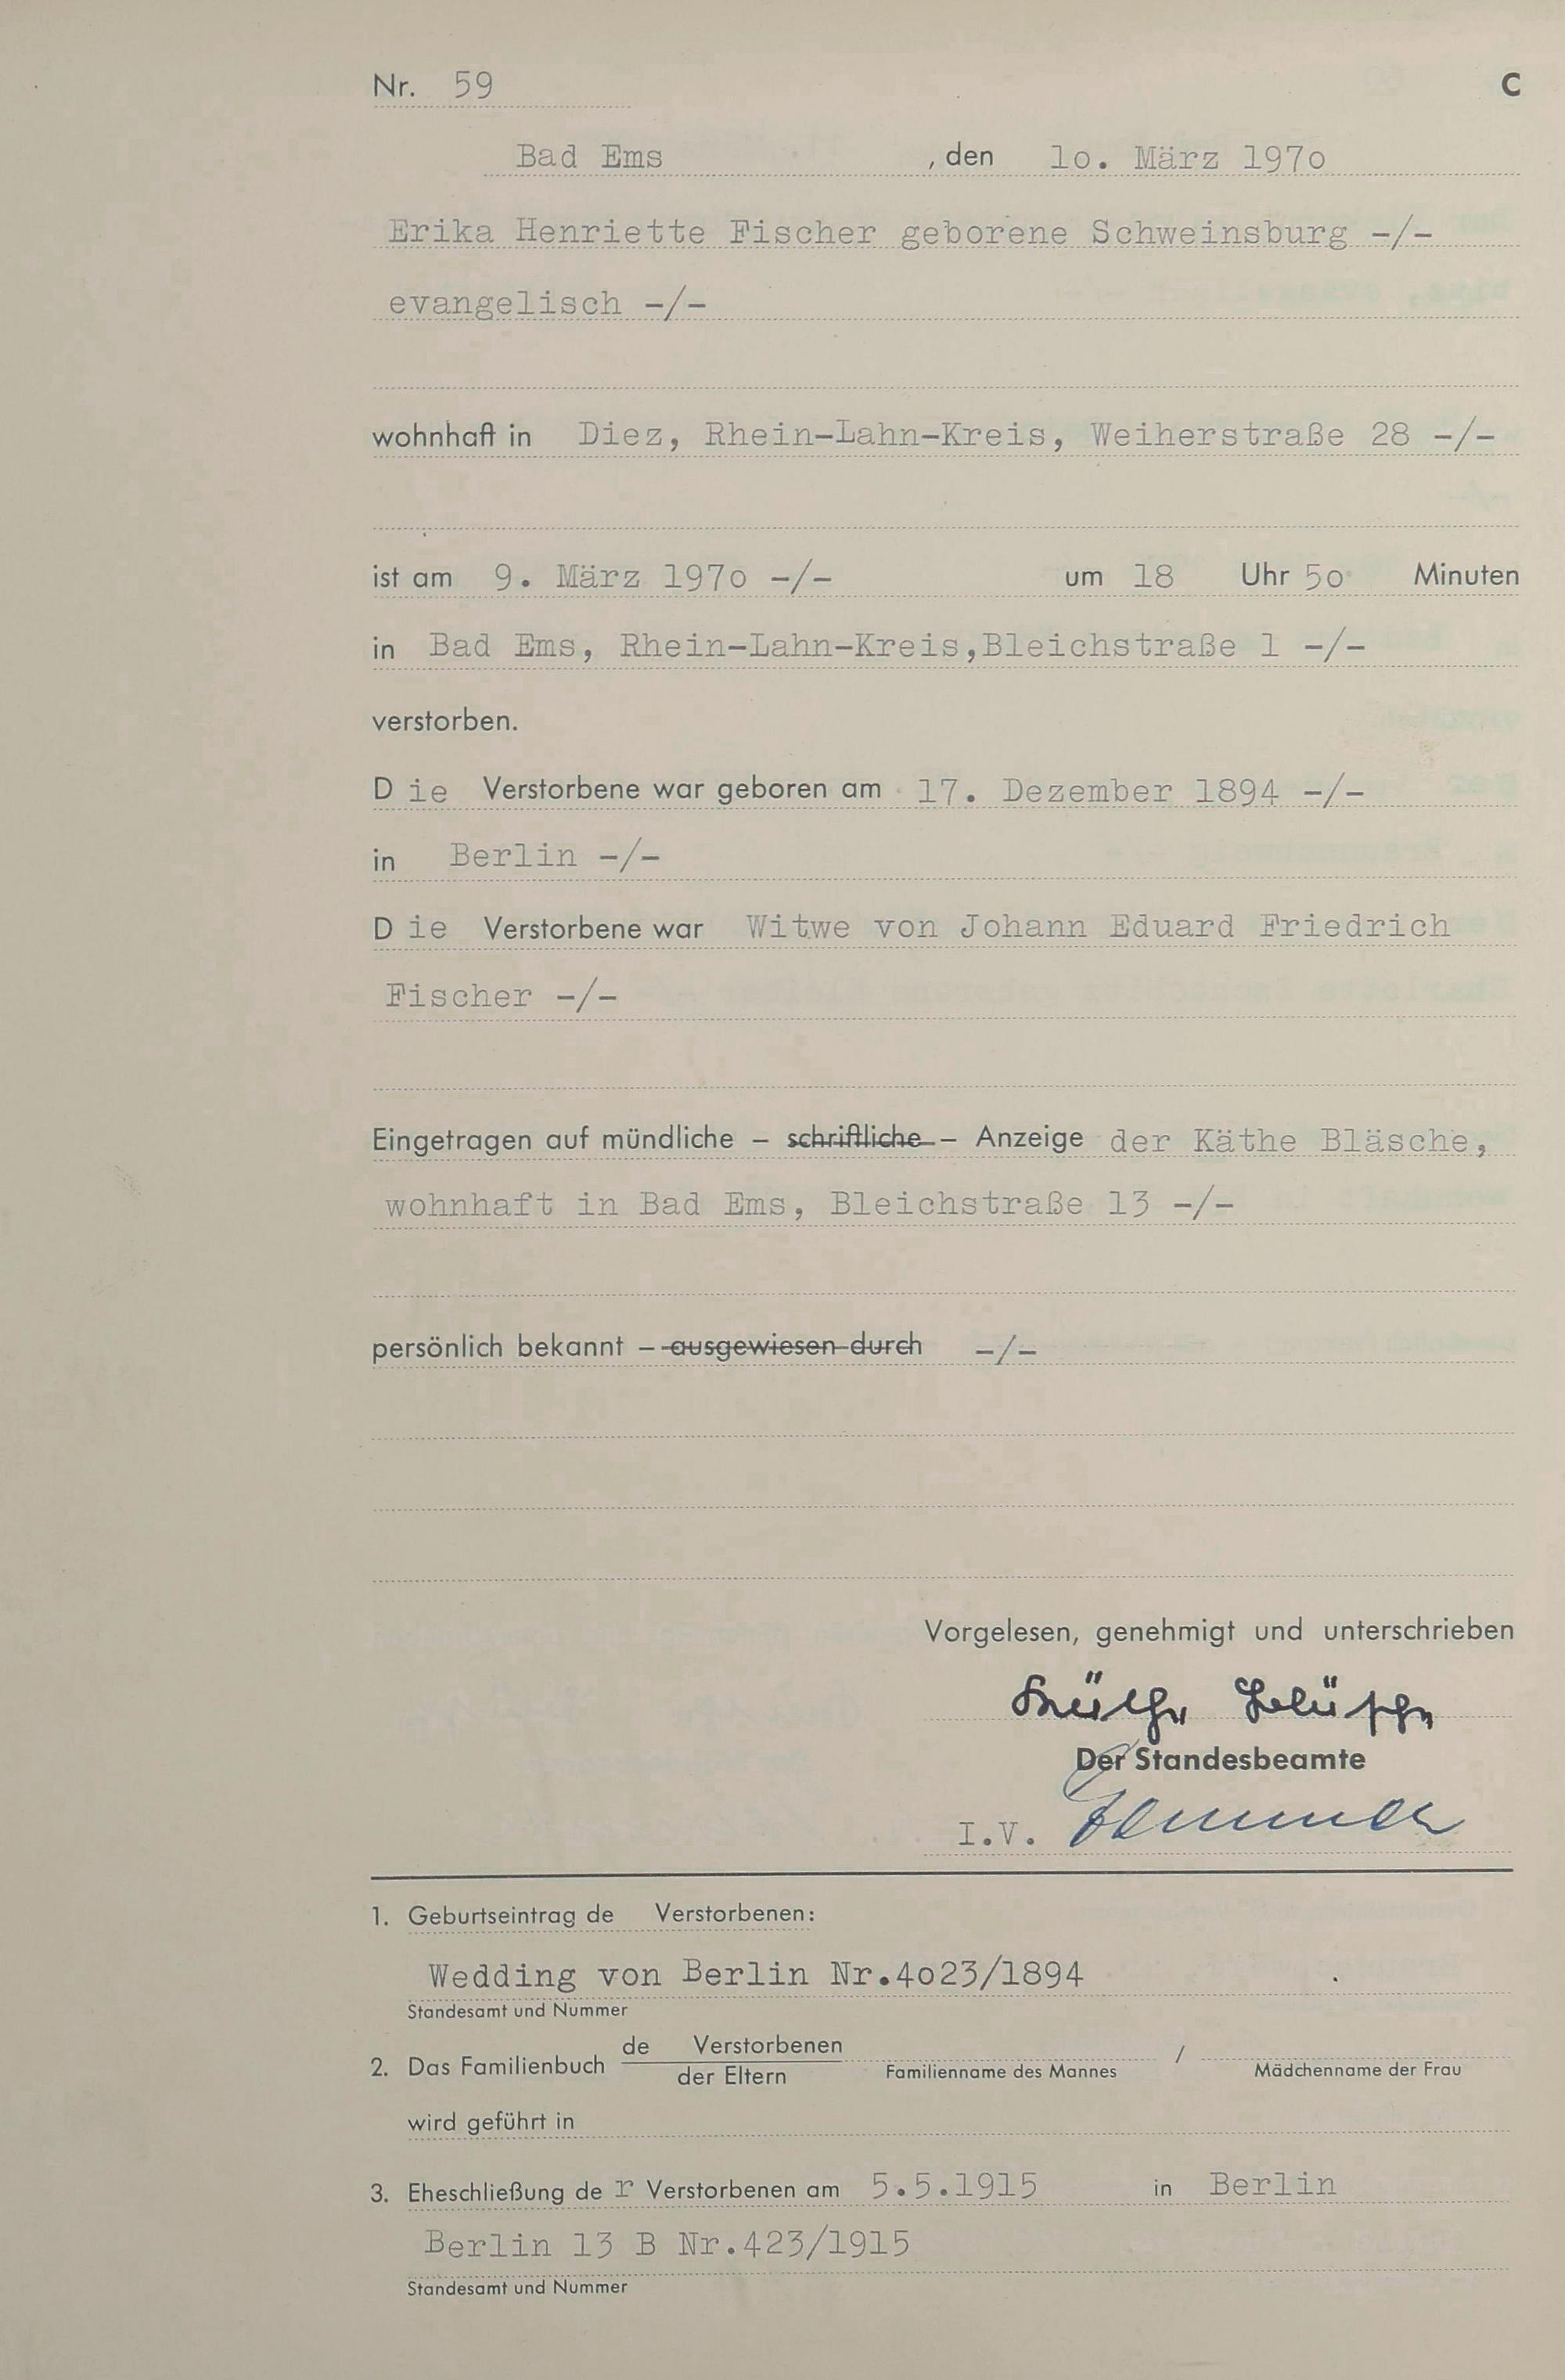 Nr. 59 C
Bad Ems , den 1o. März 197o
Erika Henriette Fischer geborene Schweinsburg -/-
evangelisch -/-
wohnhaft in Diez, Rhein-Lahn-Kreis, Weiherstraße 28 -/-
ist am 9. März 197o -/- um 18 Uhr 5o Minuten
in Bad Ems, Rhein-Lahn-Kreis,Bleichstraße 1 -/-
verstorben.
Die Verstorbene war geboren am 17. Dezember 1894 -/-
in Berlin -/-
Die Verstorbene war Witwe von Johann Eduard Friedrich
Fischer -/-
Eingetragen auf mündliche – schriftliche – Anzeige der Käthe Bläsche,
wohnhaft in Bad Ems, Bleichstraße 13 -/-
persönlich bekannt – ausgewiesen durch -/-
Vorgelesen, genehmigt und unterschrieben
Käthe Bläsche
Der Standesbeamte
I.V.
1. Geburtseintrag de Verstorbenen:
Wedding von Berlin Nr.4o23/1894
Standesamt und Nummer
2. Das Familienbuch de Verstorbenen / der Eltern Familienname des Mannes / Mädchenname der Frau
wird geführt in
3. Eheschließung der Verstorbenen am 5.5.1915 in Berlin
Berlin 13 B Nr.423/1915
Standesamt und Nummer